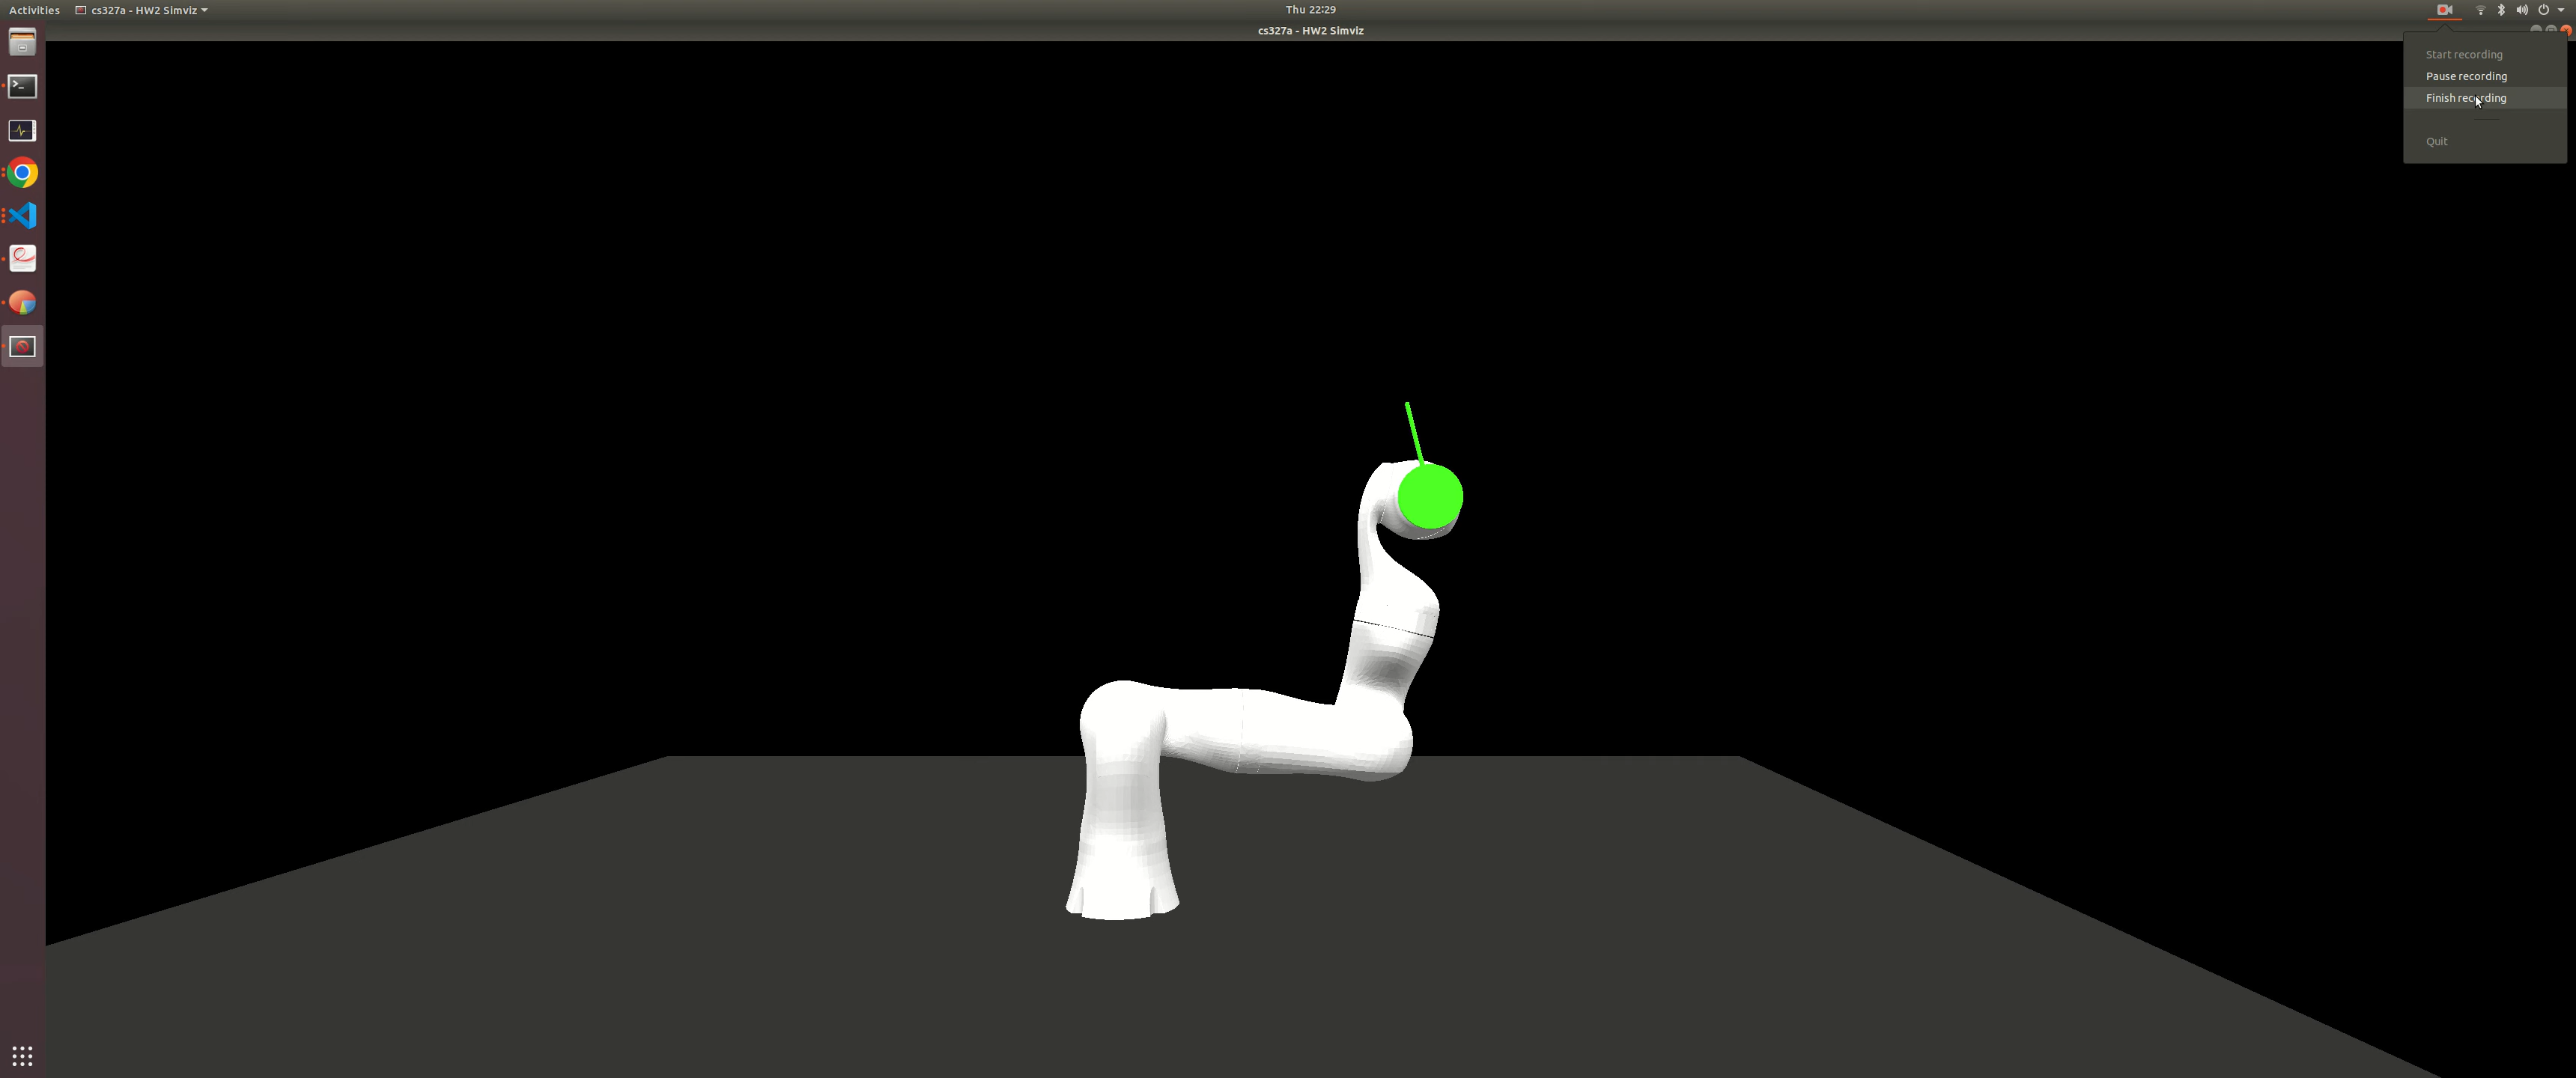 Activities
cs327a - HW2 Simviz
Thu 22:29
cs327a - HW2 Simviz
Start recording
Pause recording
Finish recording
Quit